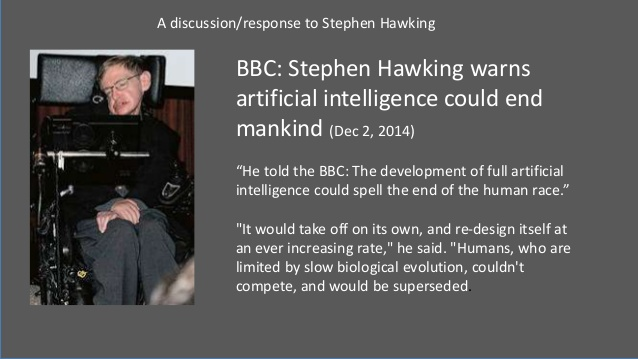 A discussion/response to Stephen Hawking
BBC: Stephen Hawking warns
artificial intelligence could end
mankind (Dec 2, 2014)
“He told the BBC: The development of full artificial
intelligence could spell the end of the human race.”
"It would take off on its own, and re-design itself at
an ever increasing rate," he said. "Humans, who are
limited by slow biological evolution, couldn't
compete, and would be superseded.